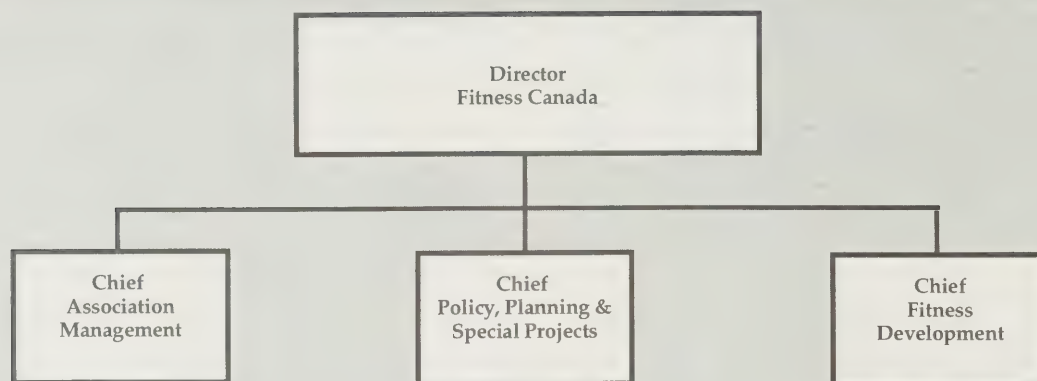 Director
Fitness Canada
Chief
Association
Management
Chief
Policy, Planning &
Special Projects
Chief
Fitness
Development